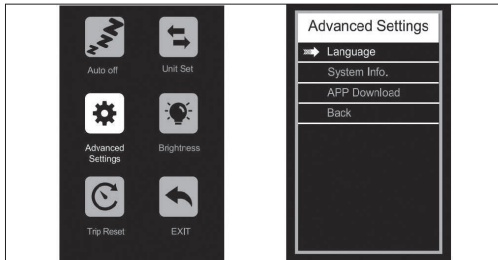 Auto off
Unit Set
Advanced
Settings
Brightness
Trip Reset
EXIT
Advanced Settings
Language
System Info.
APP Download
Back